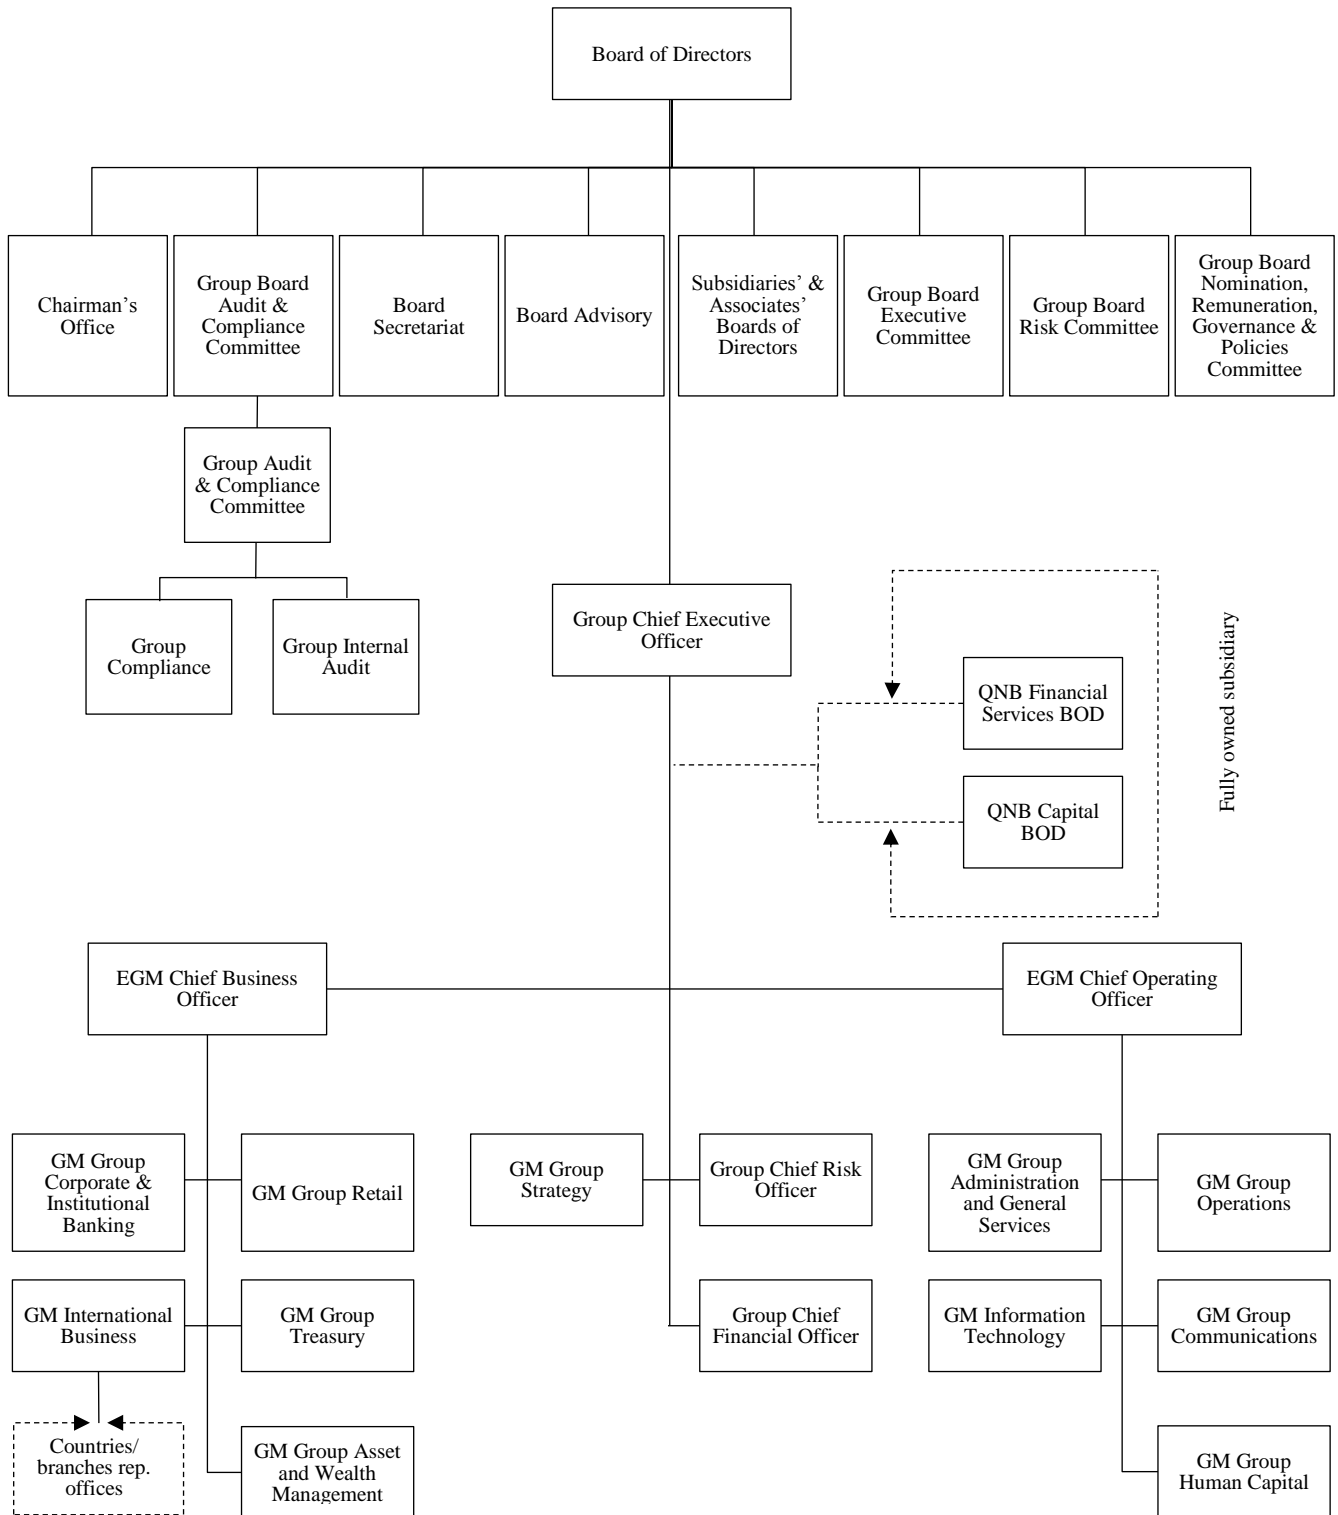 Board of Directors
Chairman’s
Office
Group Board
Audit &
Compliance
Committee
Board
Secretariat
Board Advisory
Subsidiaries’ &
Associates’
Boards of
Directors
Group Board
Executive
Committee
Group Board
Risk Committee
Group Board
Nomination,
Remuneration,
Governance &
Policies
Committee
Group Audit
& Compliance
Committee
Group
Compliance
Group Internal
Audit
Group Chief Executive
Officer
QNB Financial
Services BOD
QNB Capital
BOD
Fully owned subsidiary
EGM Chief Business
Officer
EGM Chief Operating
Officer
GM Group
Corporate &
Institutional
Banking
GM Group Retail
GM Group
Strategy
Group Chief Risk
Officer
GM Group
Administration
and General
Services
GM Group
Operations
GM International
Business
GM Group
Treasury
Group Chief
Financial Officer
GM Information
Technology
GM Group
Communications
Countries/
branches rep.
offices
GM Group Asset
and Wealth
Management
GM Group
Human Capital